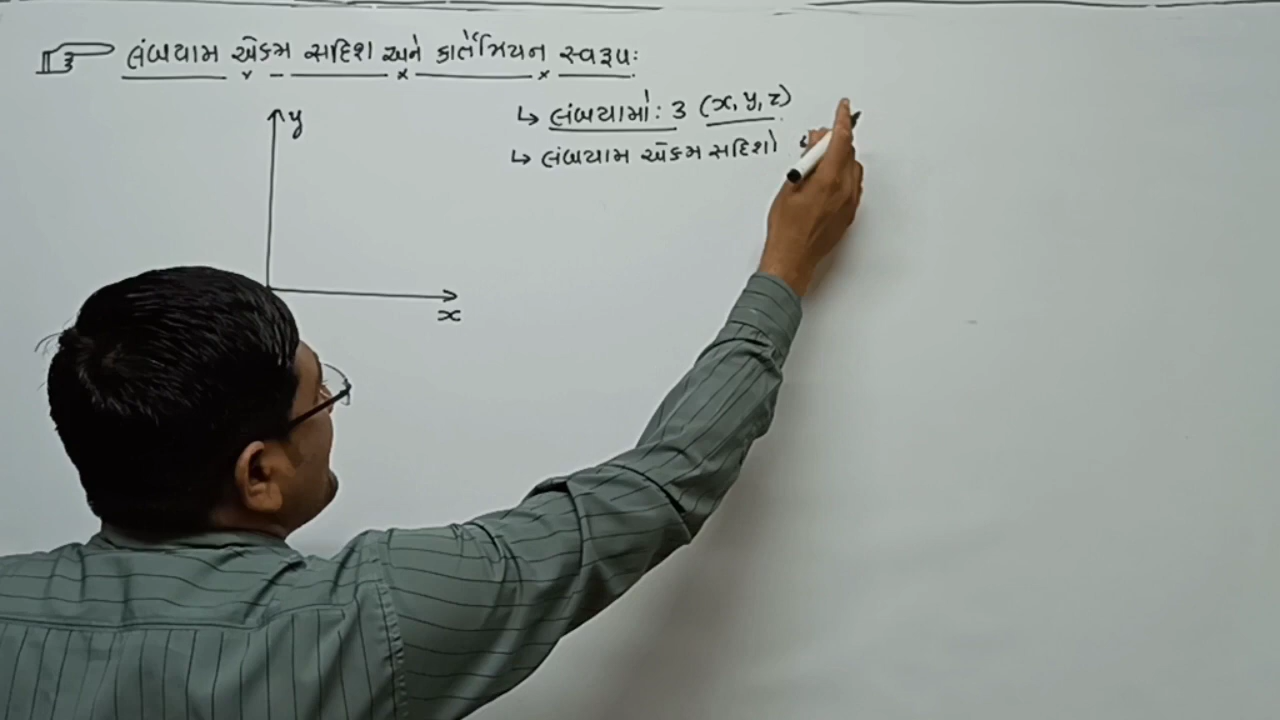 લંબયામ એકમ સદિશ અને કાર્તેઝિયન સ્વરૂપ:
↳ લંબયામો: 3 (x, y, z)
↳ લંબયામ એકમ સદિશો
y
x